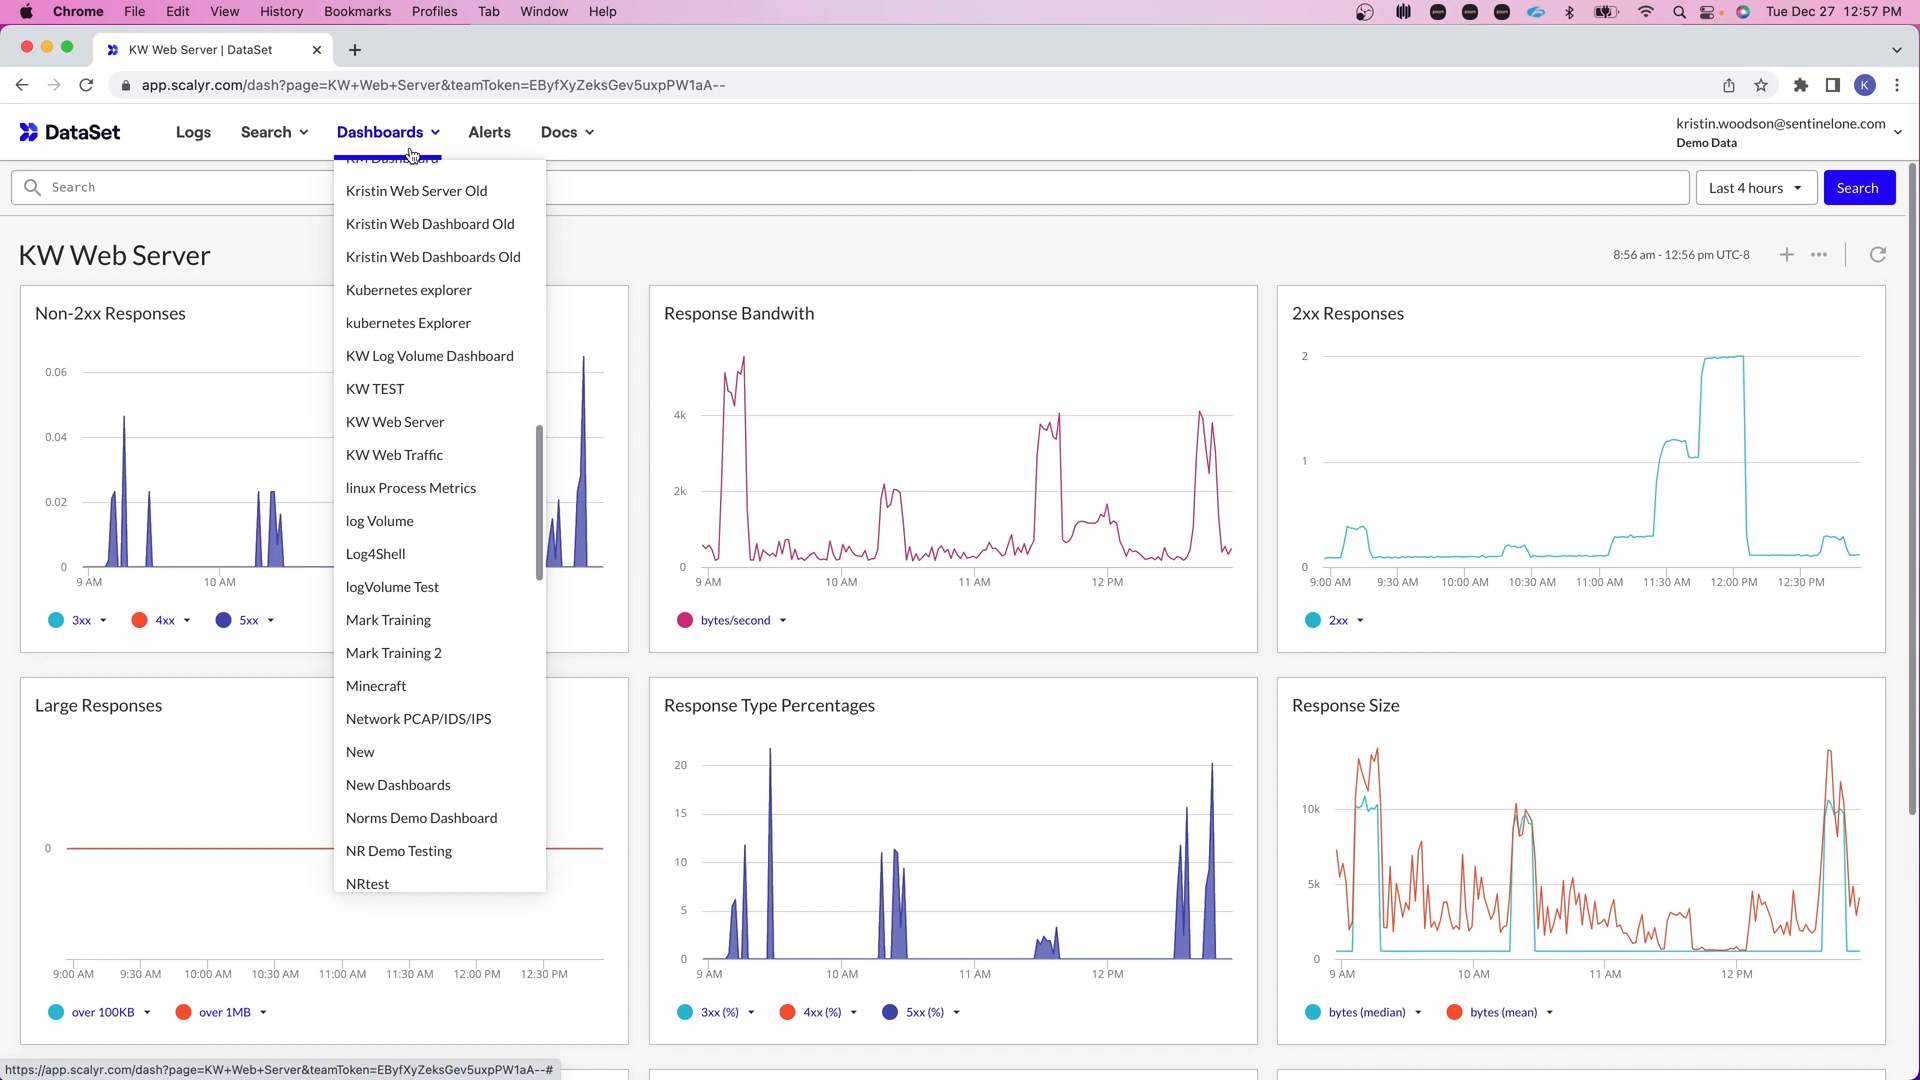 Chrome File Edit View History Bookmarks Profiles Tab Window Help
zoom zoom zoom
Tue Dec 27 12:57 PM
KW Web Server | DataSet
app.scalyr.com/dash?page=KW+Web+Server&teamToken=EByfXyZeksGev5uxpPW1aA--
K
DataSet
Logs
Search
Dashboards
Alerts
Docs
kristin.woodson@sentinelone.com
Demo Data
Search
Last 4 hours
Search
KW Web Server
8:56 am - 12:56 pm UTC-8
KM Dashboard
Kristin Web Server Old
Kristin Web Dashboard Old
Kristin Web Dashboards Old
Kubernetes explorer
kubernetes Explorer
KW Log Volume Dashboard
KW TEST
KW Web Server
KW Web Traffic
linux Process Metrics
log Volume
Log4Shell
logVolume Test
Mark Training
Mark Training 2
Minecraft
Network PCAP/IDS/IPS
New
New Dashboards
Norms Demo Dashboard
NR Demo Testing
NRtest
Non-2xx Responses
0.06
0.04
0.02
0
9 AM 10 AM
3xx 4xx 5xx
Response Bandwith
4k
2k
0
9 AM 10 AM 11 AM 12 PM
bytes/second
2xx Responses
2
1
0
9:00 AM 9:30 AM 10:00 AM 10:30 AM 11:00 AM 11:30 AM 12:00 PM 12:30 PM
2xx
Large Responses
0
9:00 AM 9:30 AM 10:00 AM 10:30 AM 11:00 AM 11:30 AM 12:00 PM 12:30 PM
over 100KB over 1MB
Response Type Percentages
20
15
10
5
0
9 AM 10 AM 11 AM 12 PM
3xx (%) 4xx (%) 5xx (%)
Response Size
10k
5k
0
9 AM 10 AM 11 AM 12 PM
bytes (median) bytes (mean)
https://app.scalyr.com/dash?page=KW+Web+Server&teamToken=EByfXyZeksGev5uxpPW1aA--#